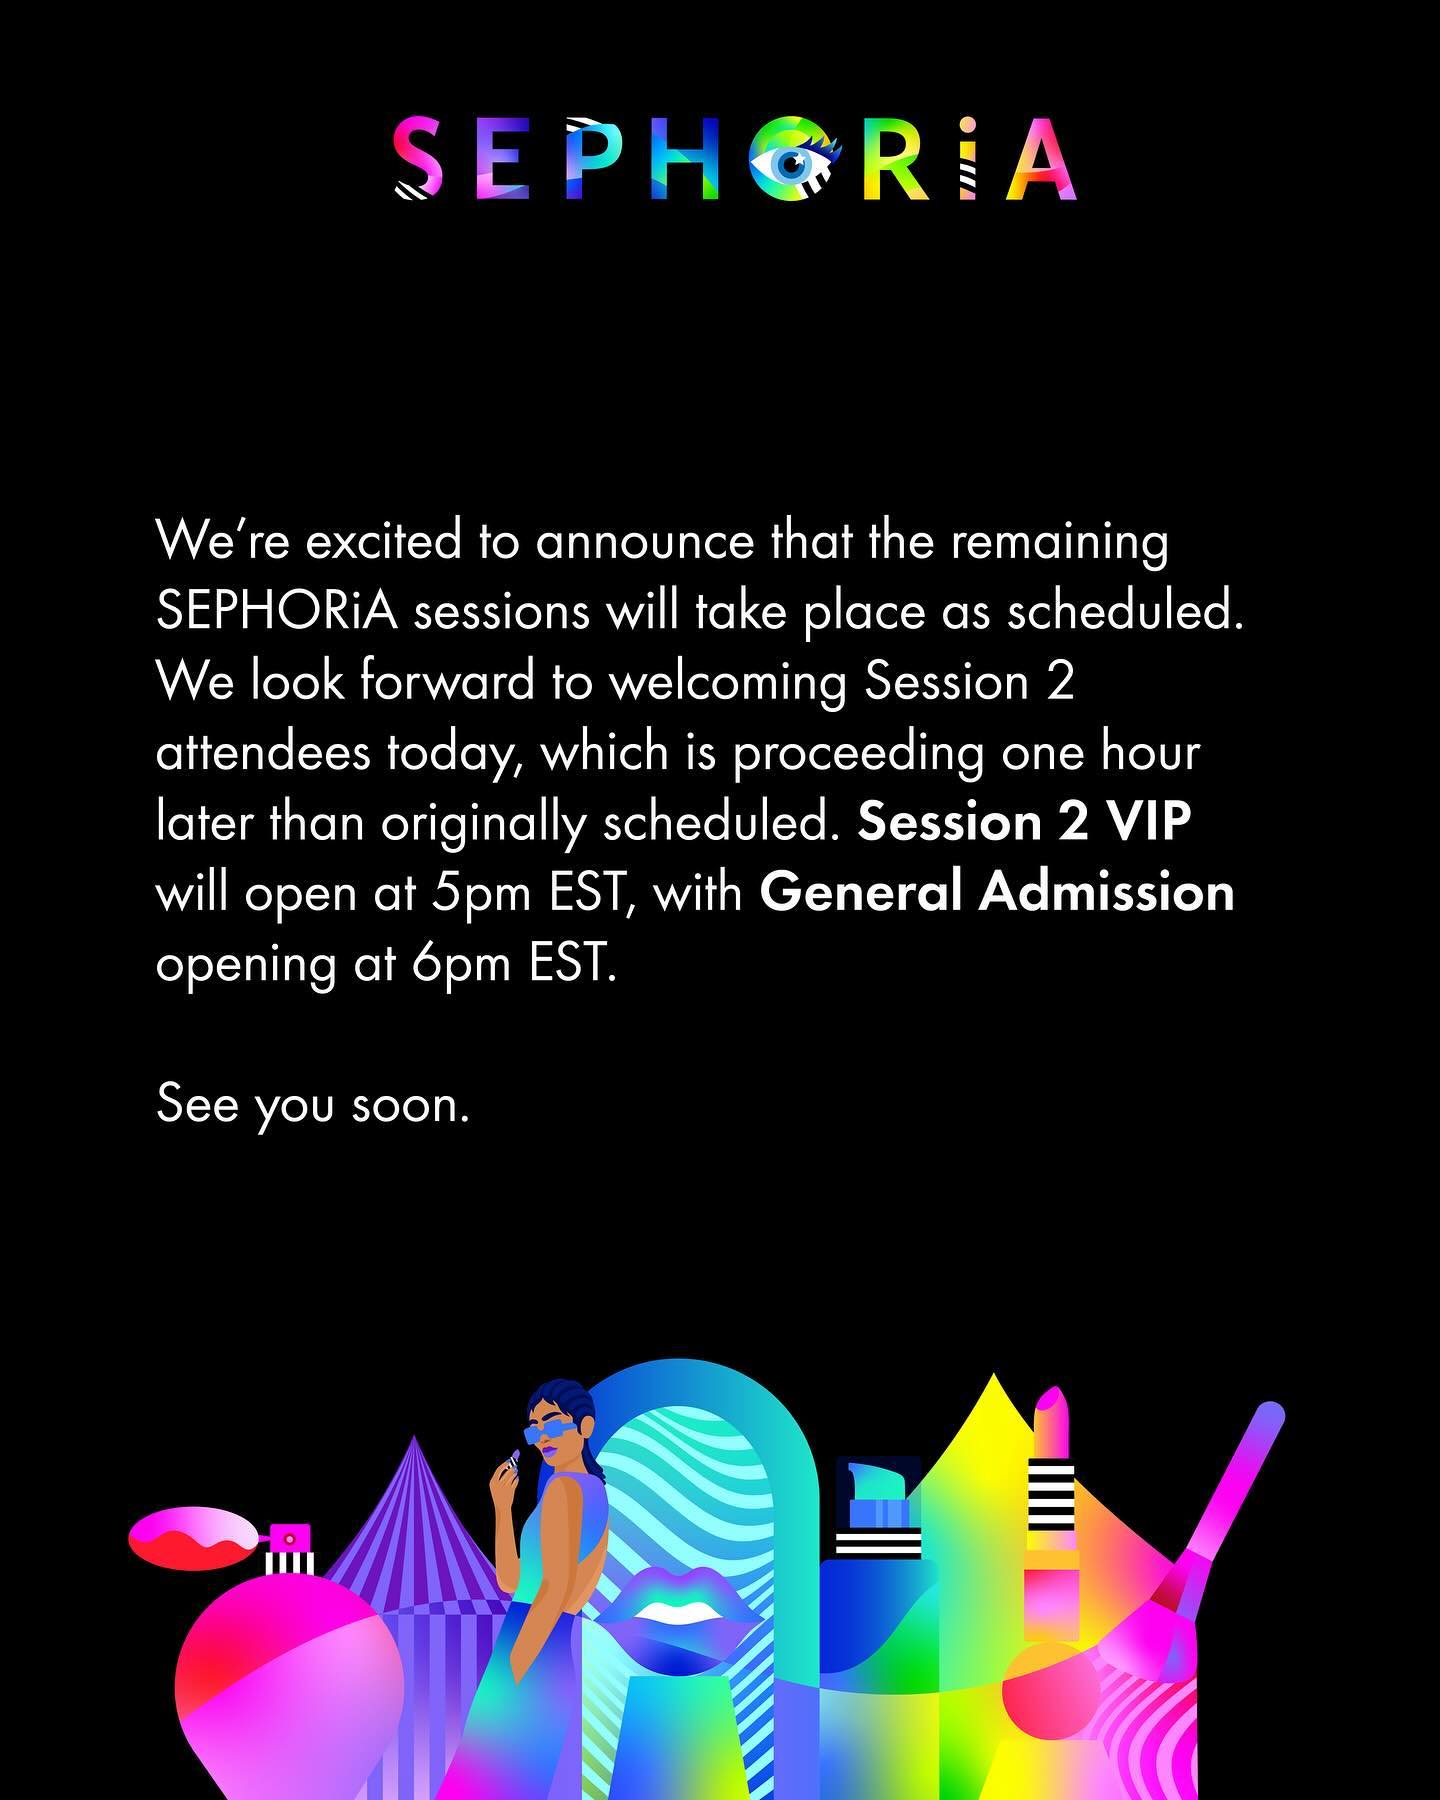 SEPHORiA
We’re excited to announce that the remaining
SEPHORiA sessions will take place as scheduled.
We look forward to welcoming Session 2
attendees today, which is proceeding one hour
later than originally scheduled. Session 2 VIP
will open at 5pm EST, with General Admission
opening at 6pm EST.
See you soon.